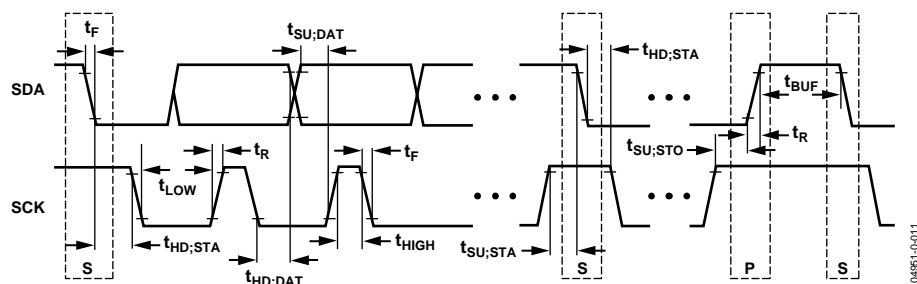 tF
tSU;DAT
tHD;STA
SDA
tBUF
tR
tSU;STO
tR
tF
tLOW
SCK
tHD;STA
tHD;DAT
tHIGH
tSU;STA
S
S
P
S
04951-0-011